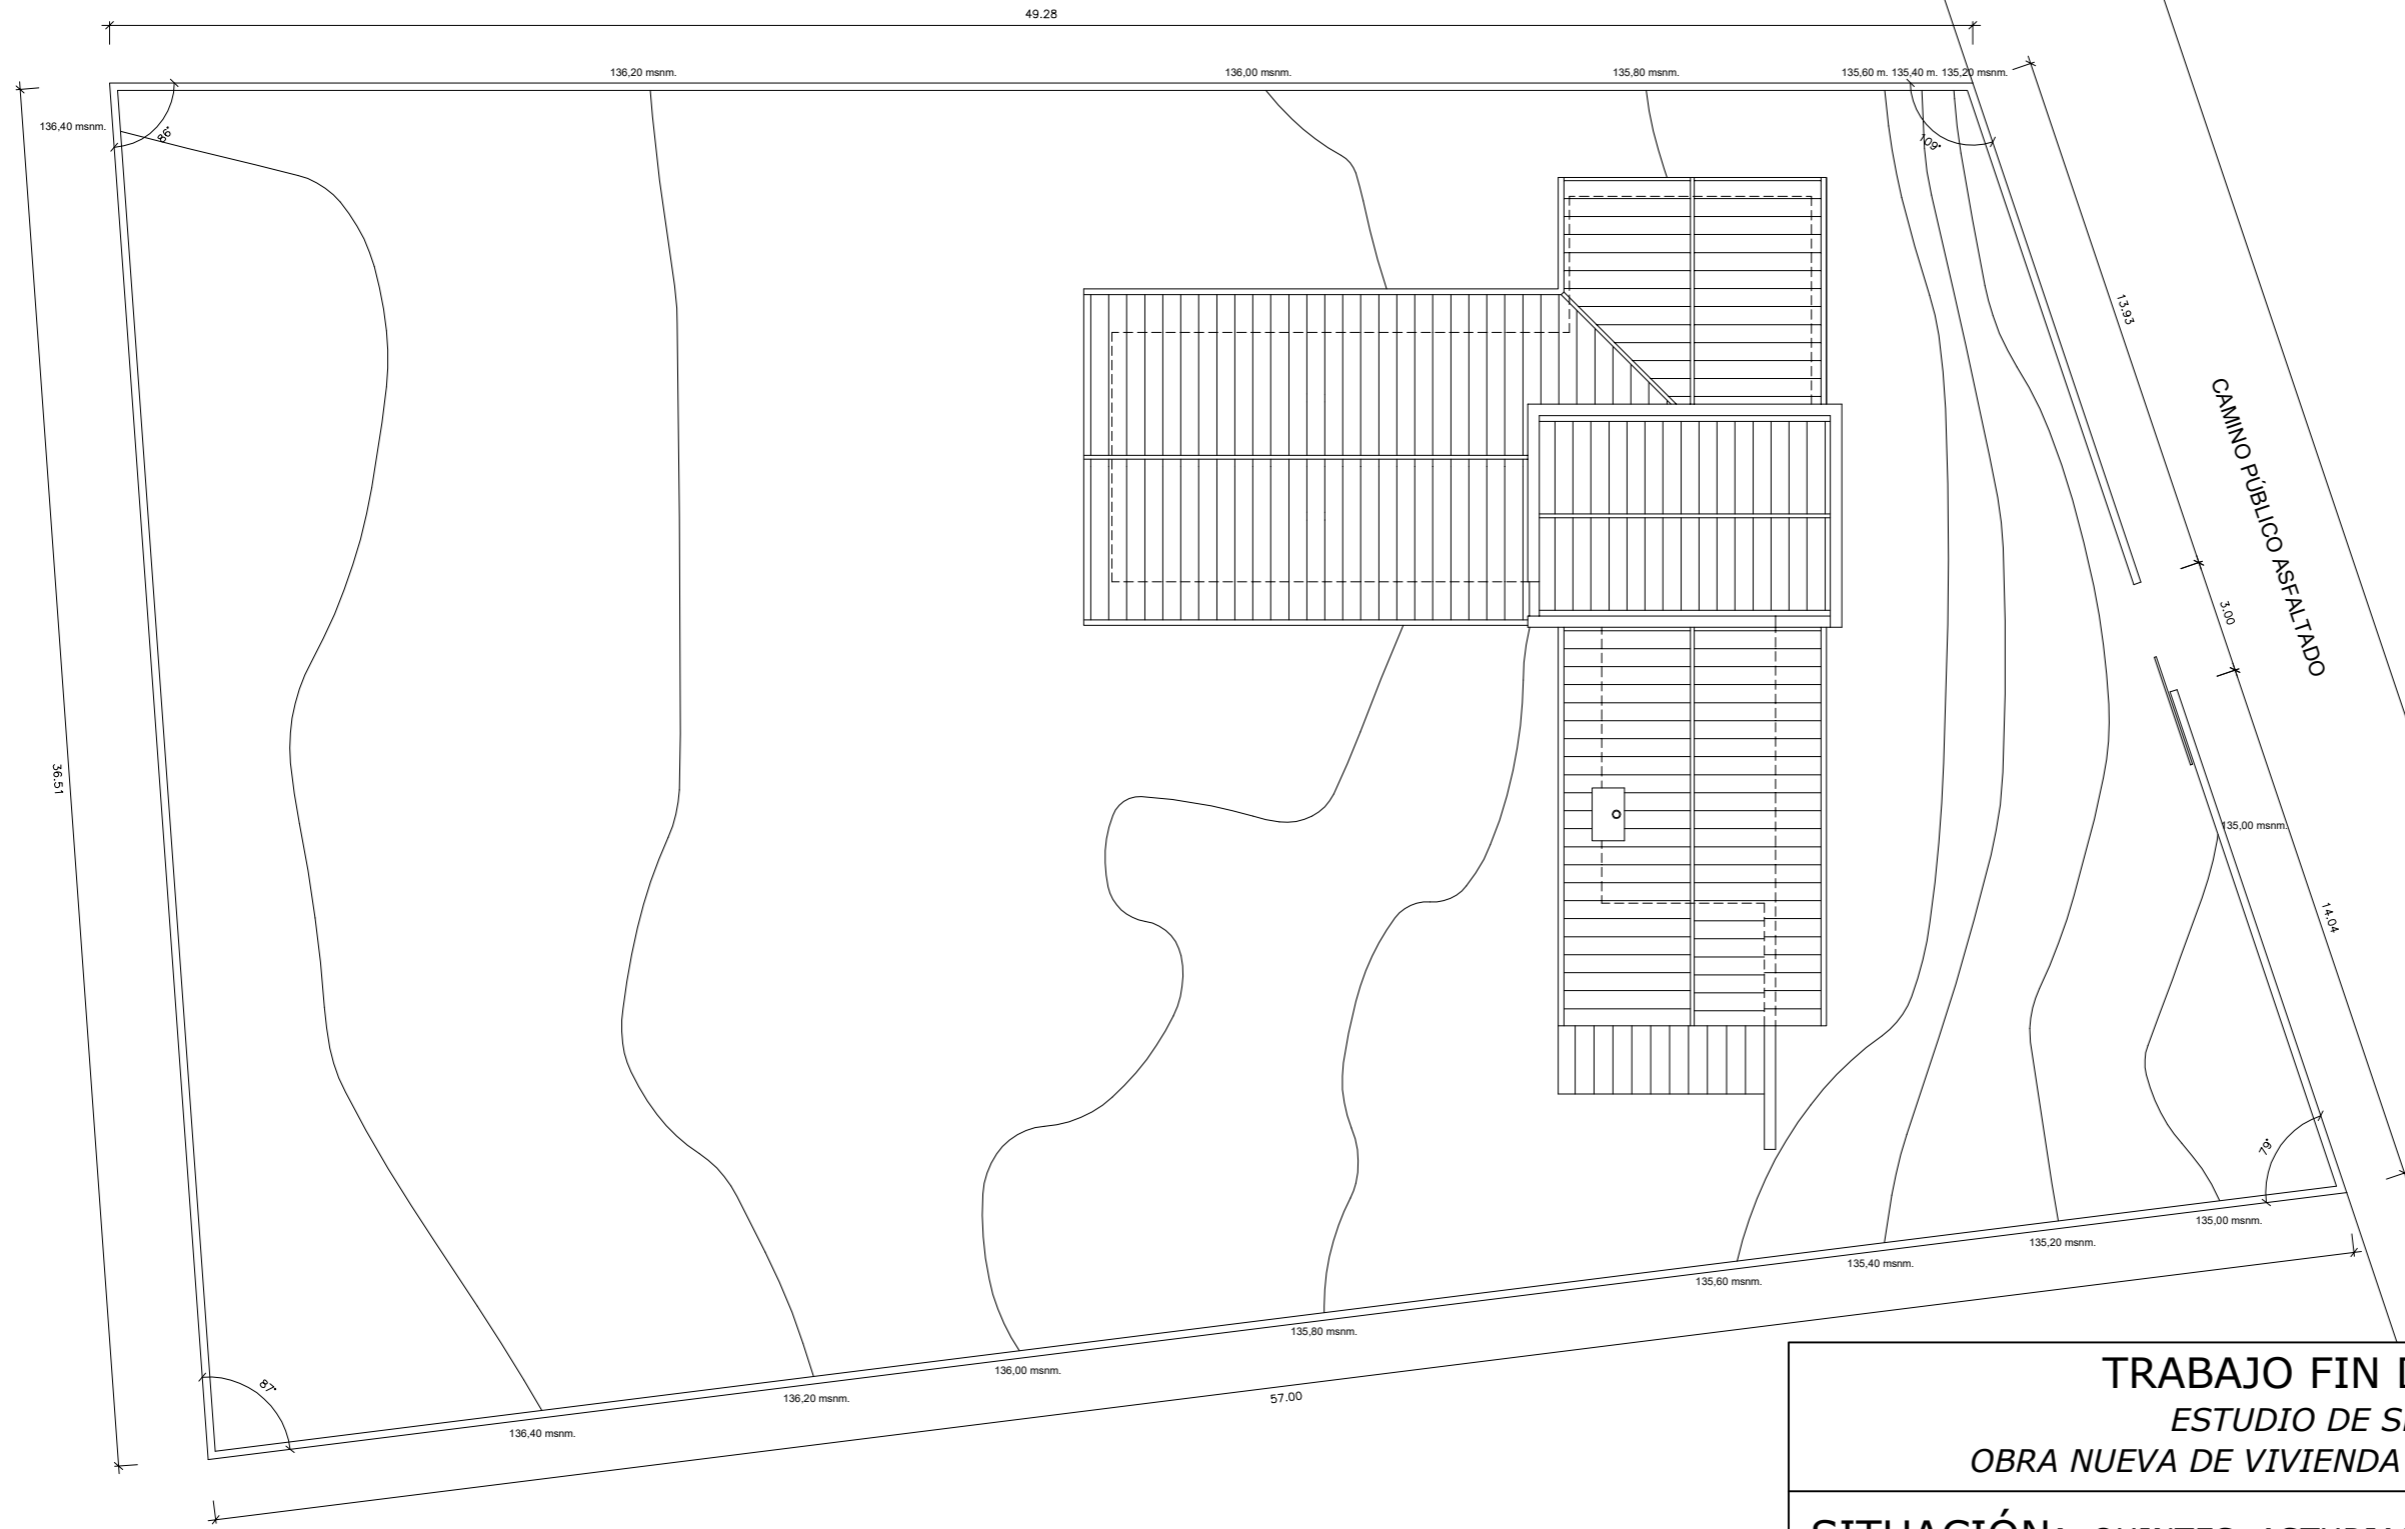 49.28
136,20 msnm.
136,00 msnm.
135,80 msnm.
135,60 m. 135,40 m. 135,20 msnm.
136,40 msnm.
86°
109°
13.93
CAMINO PÚBLICO ASFALTADO
3.00
36.51
135,00 msnm.
14.04
79°
135,00 msnm.
135,20 msnm.
135,40 msnm.
135,60 msnm.
135,80 msnm.
136,00 msnm.
136,20 msnm.
136,40 msnm.
87°
57.00
TRABAJO FIN
ESTUDIO DE
OBRA NUEVA DE VIVIENDA
SITUACIÓN: